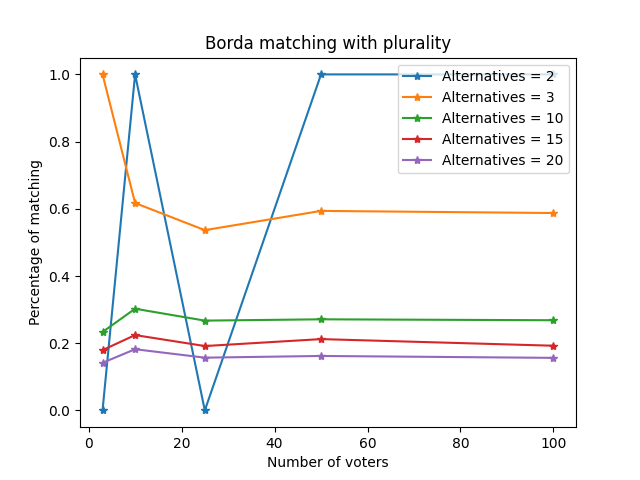 Borda matching with plurality
Alternatives = 2
Alternatives = 3
Alternatives = 10
Alternatives = 15
Alternatives = 20
Percentage of matching
1.0
0.8
0.6
0.4
0.2
0.0
0 20 40 60 80 100
Number of voters